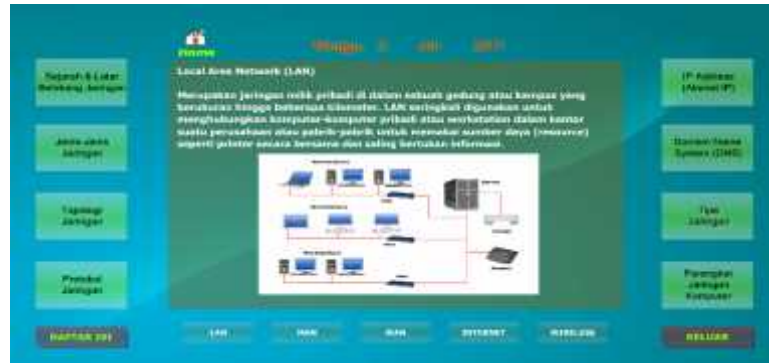 Home
Minggu
Local Area Network (LAN)
Merupakan jaringan milik pribadi di dalam sebuah gedung atau kampus yang
berukuran hingga beberapa kilometer. LAN seringkali digunakan untuk
menghubungkan komputer-komputer pribadi atau workstation dalam kantor
suatu perusahaan atau pabrik-pabrik untuk memakai sumber daya (resource)
seperti printer secara bersama dan saling bertukan informasi.
Sejarah & Latar
Belakang Jaringan
Jenis-Jenis
Jaringan
Topologi
Jaringan
Protokol
Jaringan
DAFTAR ISI
IP Address
(Alamat IP)
Domain Name
System (DNS)
Tipe
Jaringan
Perangkat
Jaringan
Komputer
KELUAR
LAN
MAN
WAN
INTERNET
WIRELESS